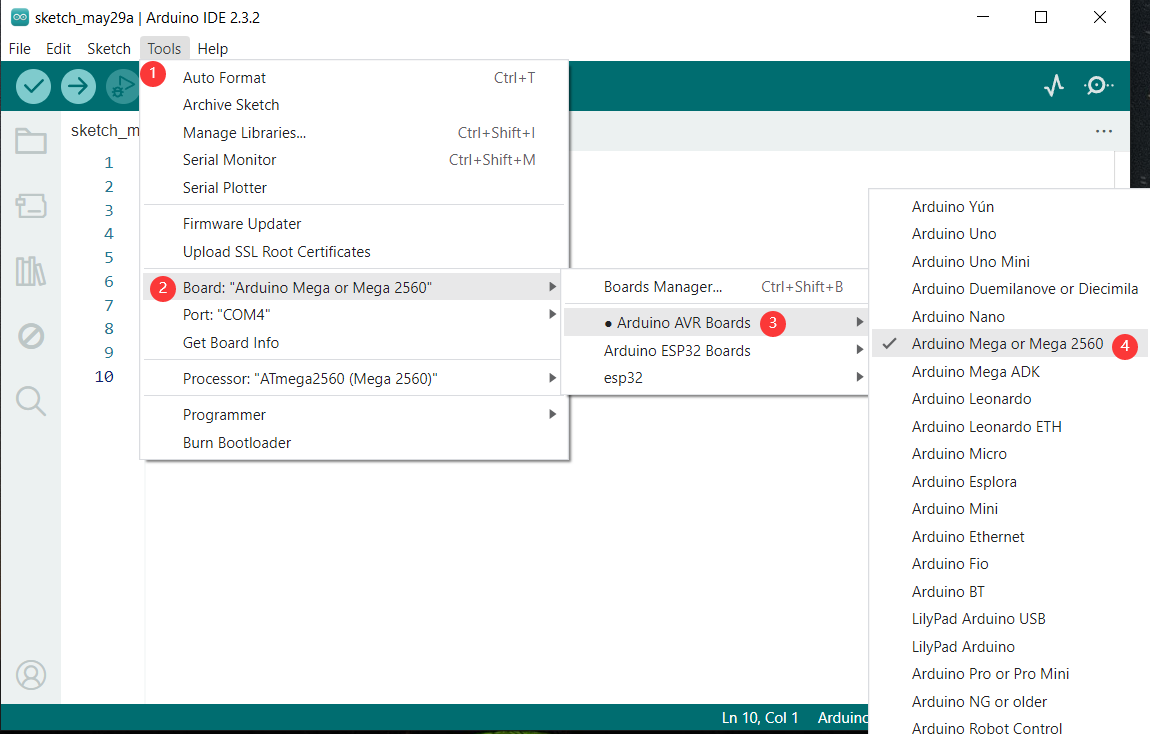 sketch_may29a | Arduino IDE 2.3.2
File Edit Sketch Tools Help
1
Auto Format Ctrl+T
Archive Sketch
Manage Libraries... Ctrl+Shift+I
Serial Monitor Ctrl+Shift+M
Serial Plotter
Firmware Updater
Upload SSL Root Certificates
2 Board: "Arduino Mega or Mega 2560"
Port: "COM4"
Get Board Info
Processor: "ATmega2560 (Mega 2560)"
Programmer
Burn Bootloader
sketch_m
1
2
3
4
5
6
7
8
9
10
Boards Manager... Ctrl+Shift+B
● Arduino AVR Boards 3
Arduino ESP32 Boards
esp32
Arduino Yún
Arduino Uno
Arduino Uno Mini
Arduino Duemilanove or Diecimila
Arduino Nano
Arduino Mega or Mega 2560 4
Arduino Mega ADK
Arduino Leonardo
Arduino Leonardo ETH
Arduino Micro
Arduino Esplora
Arduino Mini
Arduino Ethernet
Arduino Fio
Arduino BT
LilyPad Arduino USB
LilyPad Arduino
Arduino Pro or Pro Mini
Arduino NG or older
Arduino Robot Control
Ln 10, Col 1 Arduino